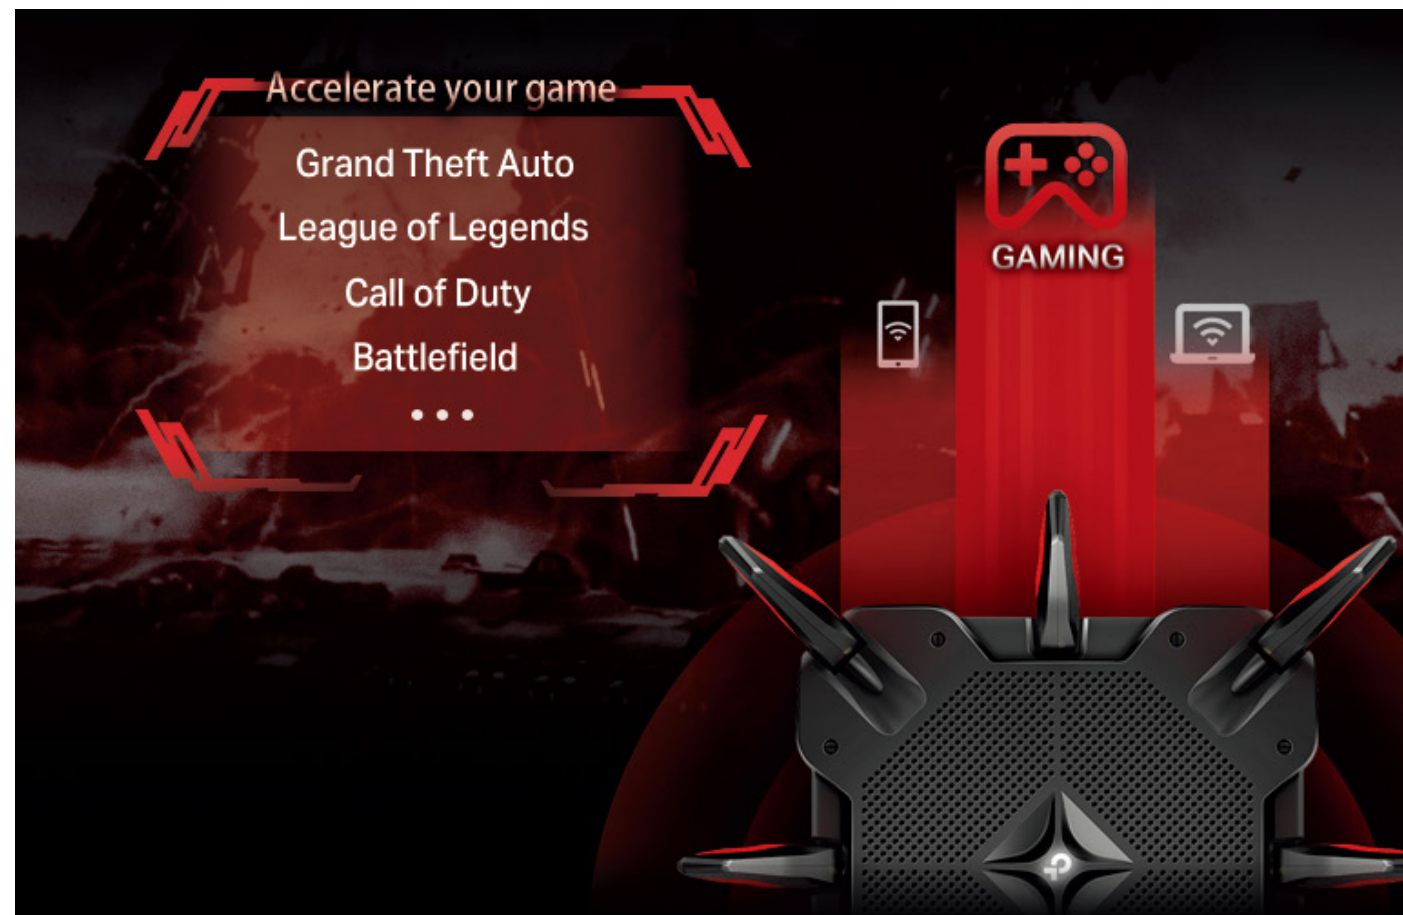 Accelerate your game
Grand Theft Auto
League of Legends
Call of Duty
Battlefield
•••
GAMING